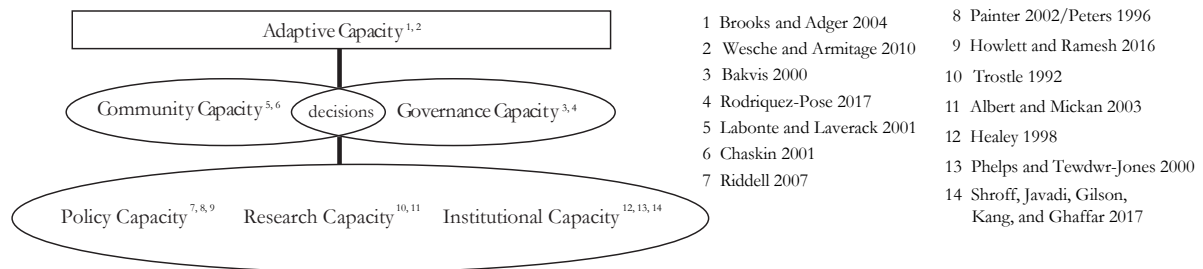 Adaptive Capacity 1, 2
Community Capacity 5, 6
decisions
Governance Capacity 3, 4
Policy Capacity 7, 8, 9
Research Capacity 10, 11
Institutional Capacity 12, 13, 14
1 Brooks and Adger 2004
2 Wesche and Armitage 2010
3 Bakvis 2000
4 Rodriquez-Pose 2017
5 Labonte and Laverack 2001
6 Chaskin 2001
7 Riddell 2007
8 Painter 2002/Peters 1996
9 Howlett and Ramesh 2016
10 Trostle 1992
11 Albert and Mickan 2003
12 Healey 1998
13 Phelps and Tewdwr-Jones 2000
14 Shroff, Javadi, Gilson,
Kang, and Ghaffar 2017